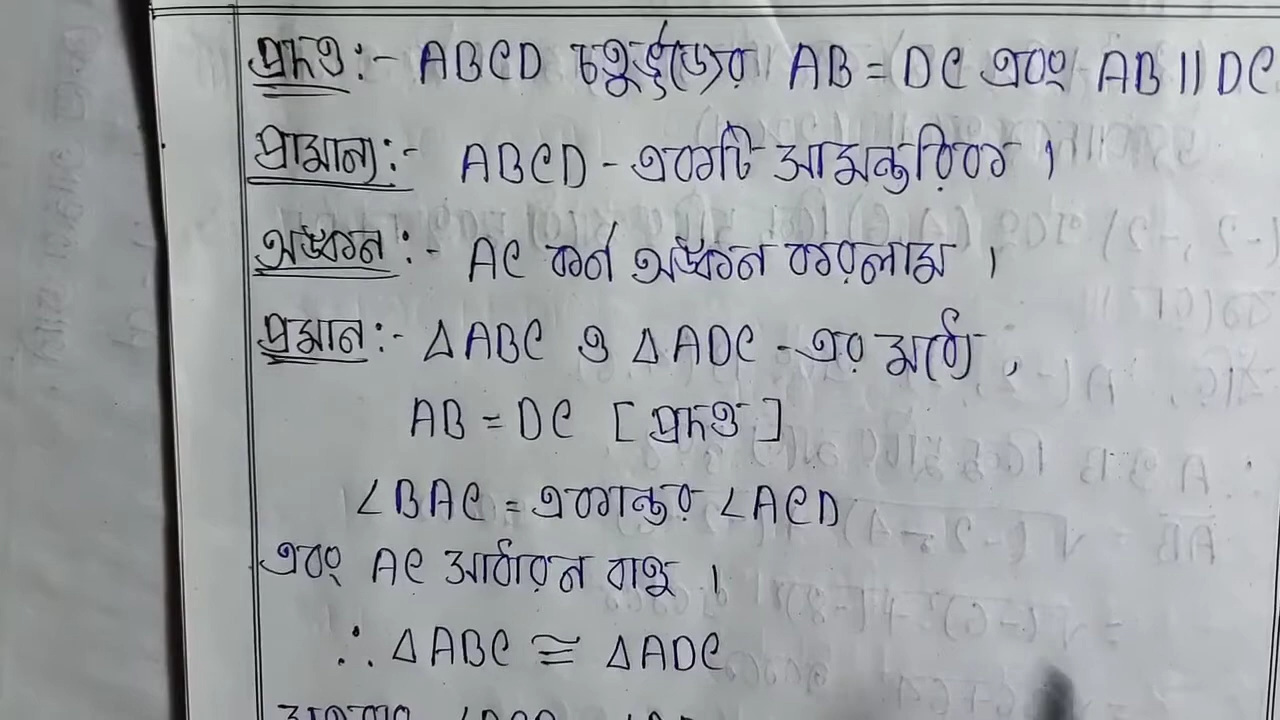 প্রদত্ত:- ABCD চতুর্ভুজের AB = DC এবং AB || DC
প্রামান্য:- ABCD - একটি সামন্তরিক ।
অঙ্কন:- AC কর্ন অঙ্কন করলাম ।
প্রমান:- △ABC ও △ADC -এর মধ্যে ,
AB = DC [ প্রদত্ত ]
∠BAC = একান্তর ∠ACD
এবং AC সাধারন বাহু ।
∴ △ABC ≅ △ADC